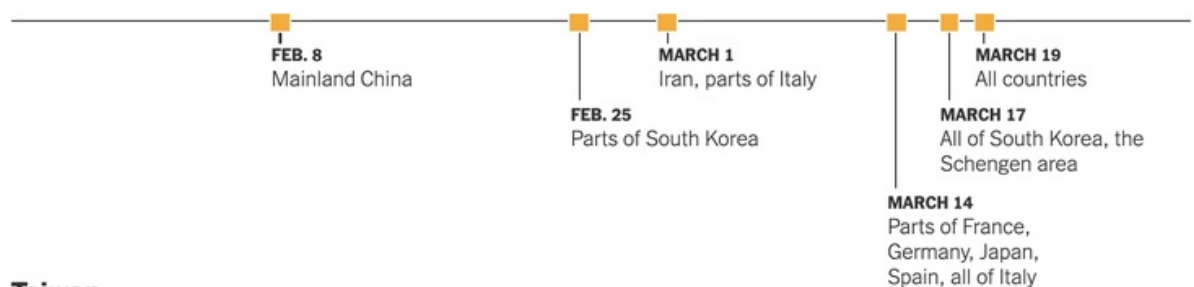 FEB. 8
Mainland China
FEB. 25
Parts of South Korea
MARCH 1
Iran, parts of Italy
MARCH 14
Parts of France,
Germany, Japan,
Spain, all of Italy
MARCH 17
All of South Korea, the
Schengen area
MARCH 19
All countries